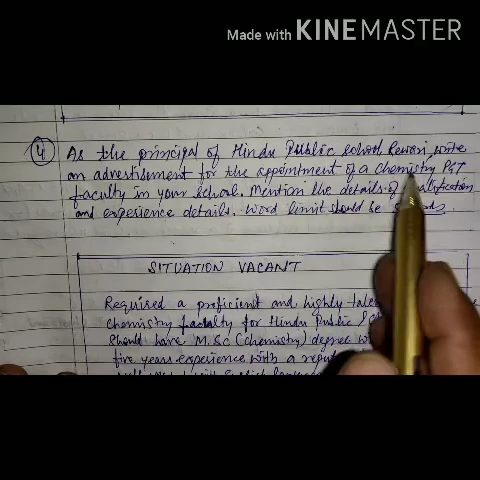 Made with KINEMASTER
4 As the principal of Hindu Public school, Rewari, write
an advertisement for the appointment of a Chemistry PGT
faculty in your school. Mention the details of
and experience details. Word limit should be
SITUATION VACANT
Required a proficient and highly
chemistry faculty for Hindu Public
Should have M.Sc (Chemistry) degree
five years experience with a